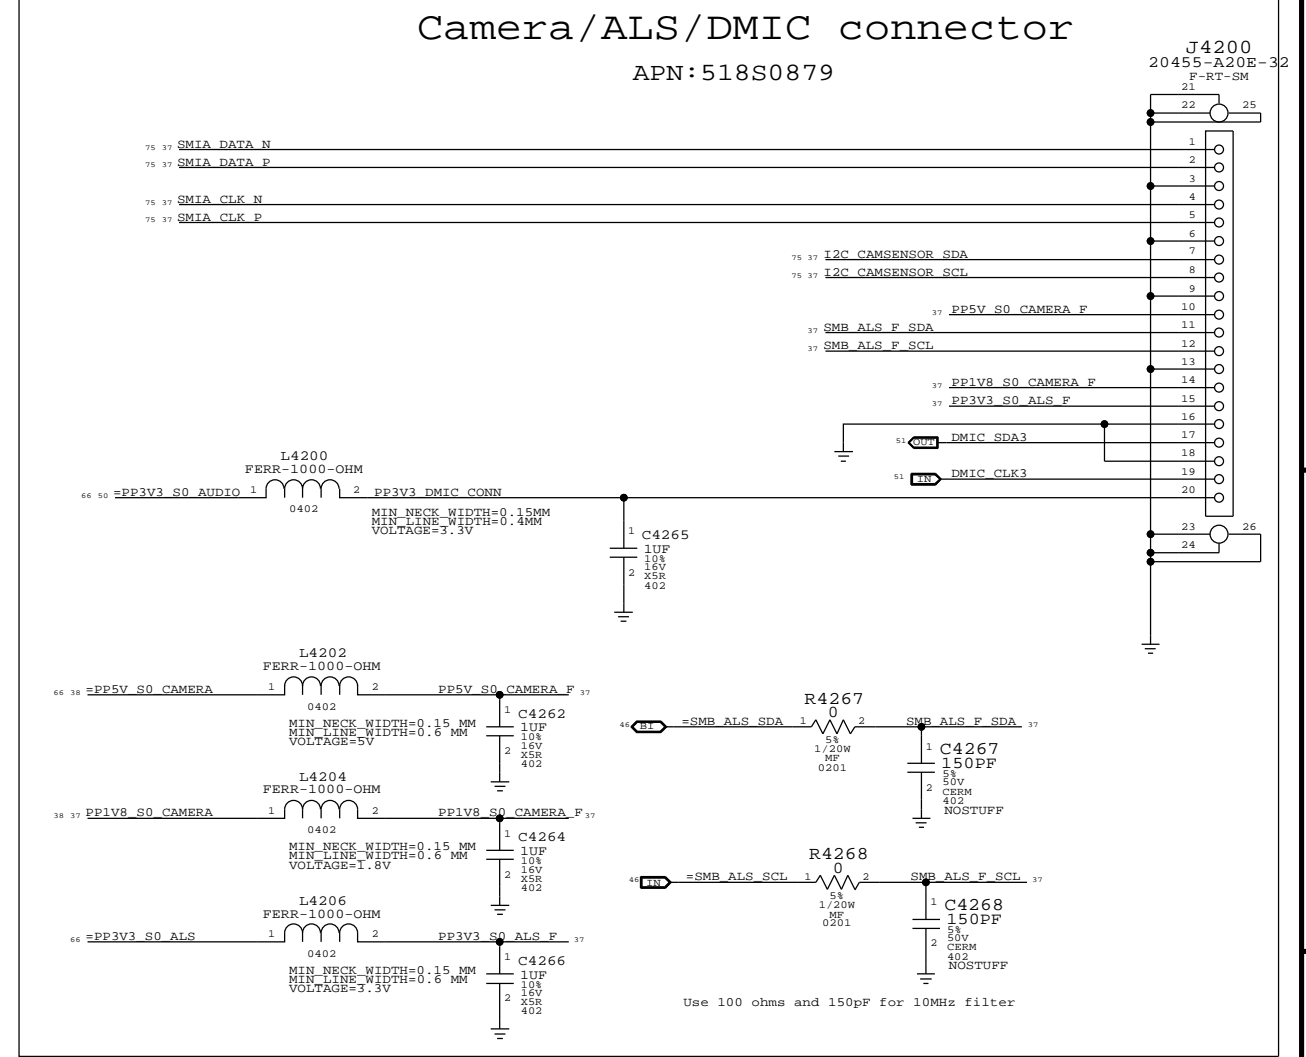 Camera/ALS/DMIC connector
APN:518S0879
J4200
20455-A20E-32
F-RT-SM
21
22
25
75 37 SMIA_DATA_N 1
75 37 SMIA_DATA_P 2
3
75 37 SMIA_CLK_N 4
75 37 SMIA_CLK_P 5
6
75 37 I2C_CAMSENSOR_SDA 7
75 37 I2C_CAMSENSOR_SCL 8
9
37 PP5V_S0_CAMERA_F 10
37 SMB_ALS_F_SDA 11
37 SMB_ALS_F_SCL 12
13
37 PP1V8_S0_CAMERA_F 14
37 PP3V3_S0_ALS_F 15
16
51 OUT DMIC_SDA3 17
18
51 IN DMIC_CLK3 19
20
23
26
24
L4200
FERR-1000-OHM
66 50 =PP3V3_S0_AUDIO 1 2 PP3V3_DMIC_CONN
0402
MIN_NECK_WIDTH=0.15MM
MIN_LINE_WIDTH=0.4MM
VOLTAGE=3.3V
1 C4265
1UF
10%
16V
2 X5R
402
L4202
FERR-1000-OHM
66 38 =PP5V_S0_CAMERA 1 2 PP5V_S0_CAMERA_F 37
0402
MIN_NECK_WIDTH=0.15 MM
MIN_LINE_WIDTH=0.6 MM
VOLTAGE=5V
1 C4262
1UF
10%
16V
2 X5R
402
L4204
FERR-1000-OHM
38 37 PP1V8_S0_CAMERA 1 2 PP1V8_S0_CAMERA_F 37
0402
MIN_NECK_WIDTH=0.15 MM
MIN_LINE_WIDTH=0.6 MM
VOLTAGE=1.8V
1 C4264
1UF
10%
16V
2 X5R
402
L4206
FERR-1000-OHM
66 =PP3V3_S0_ALS 1 2 PP3V3_S0_ALS_F 37
0402
MIN_NECK_WIDTH=0.15 MM
MIN_LINE_WIDTH=0.6 MM
VOLTAGE=3.3V
1 C4266
1UF
10%
16V
2 X5R
402
R4267
0
46 BI =SMB_ALS_SDA 1 2 SMB_ALS_F_SDA 37
5%
1/20W
MF
0201
1 C4267
150PF
5%
50V
2 CERM
402
NOSTUFF
R4268
0
46 IN =SMB_ALS_SCL 1 2 SMB_ALS_F_SCL 37
5%
1/20W
MF
0201
1 C4268
150PF
5%
50V
2 CERM
402
NOSTUFF
Use 100 ohms and 150pF for 10MHz filter